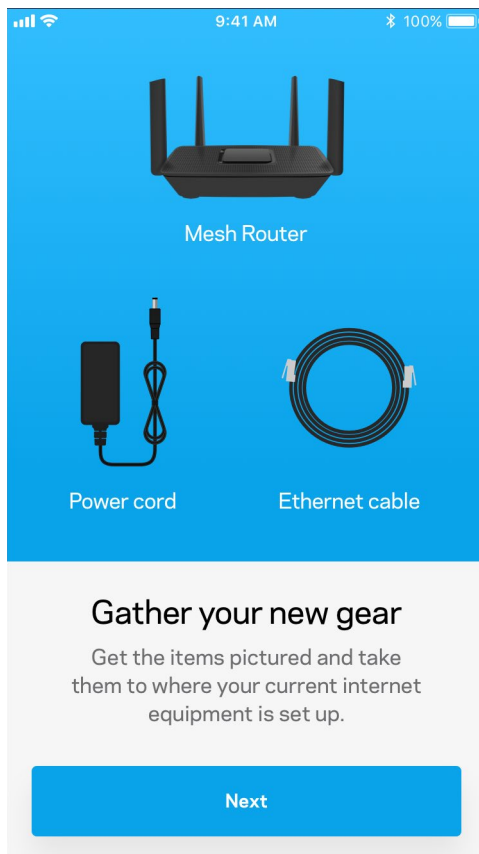 9:41 AM
100%
Mesh Router
Power cord
Ethernet cable
Gather your new gear
Get the items pictured and take
them to where your current internet
equipment is set up.
Next